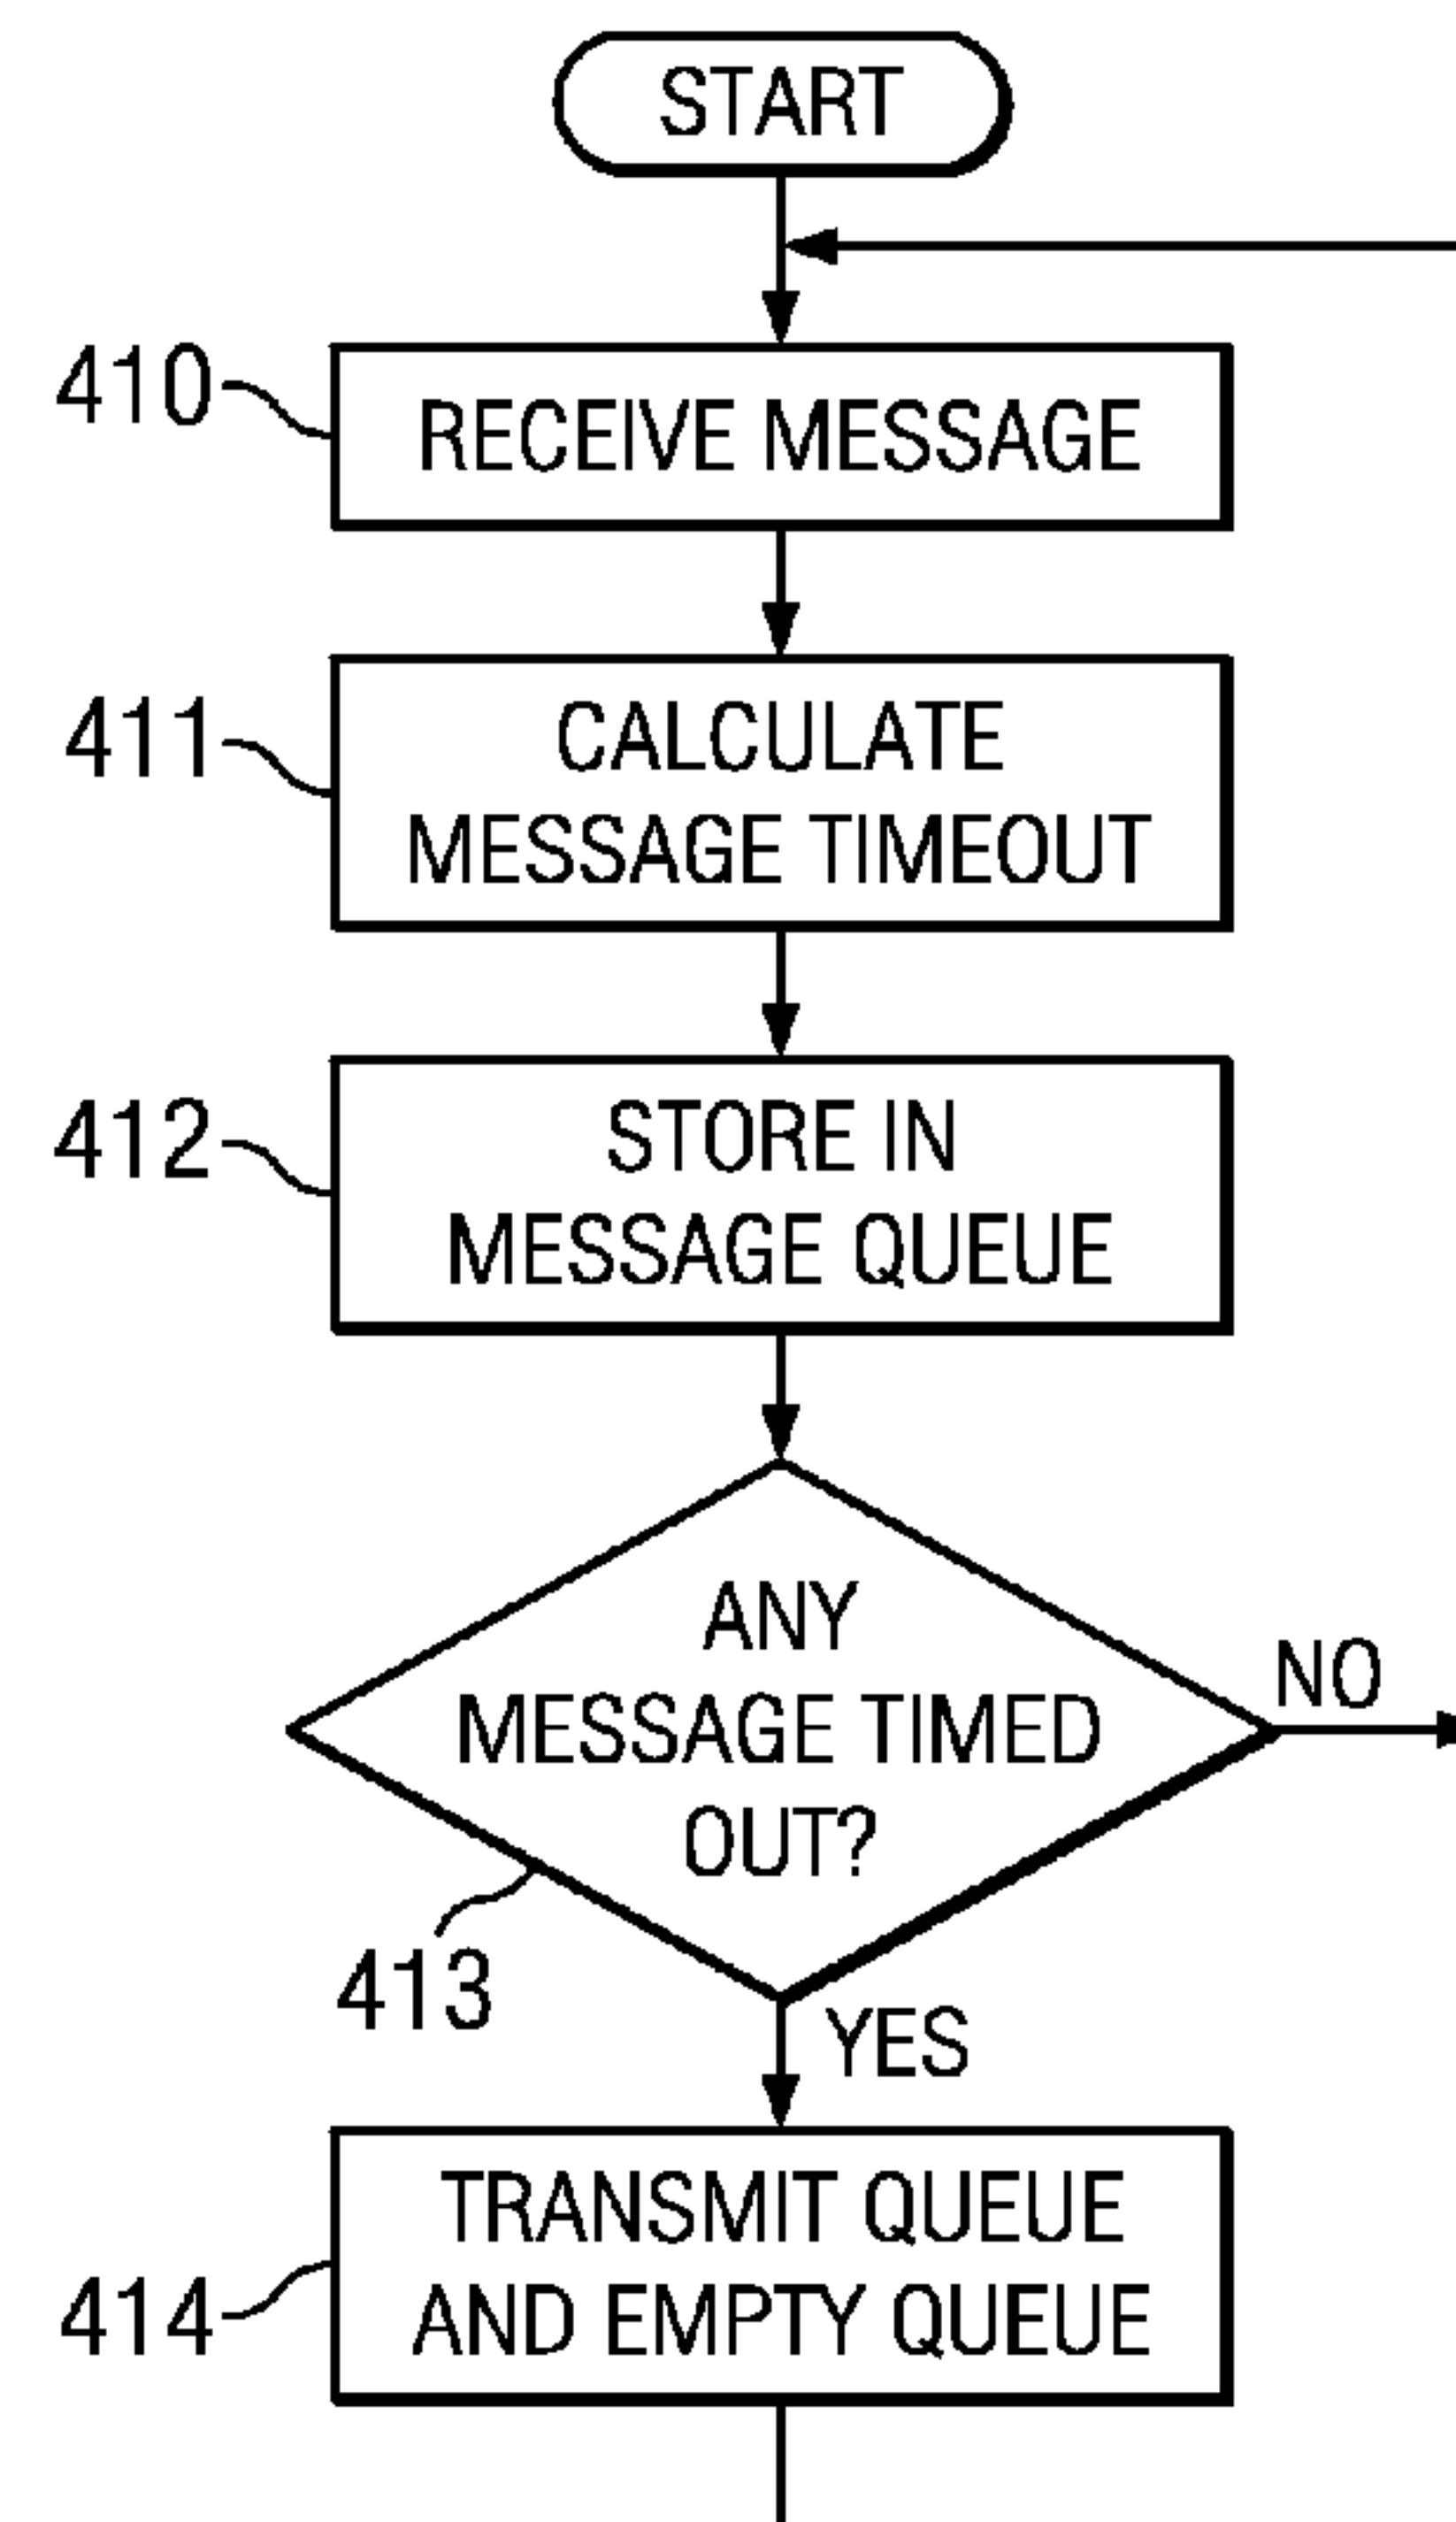 START
410
RECEIVE MESSAGE
411
CALCULATE
MESSAGE TIMEOUT
412
STORE IN
MESSAGE QUEUE
ANY
MESSAGE TIMED
OUT?
NO
413
YES
TRANSMIT QUEUE
AND EMPTY QUEUE
414